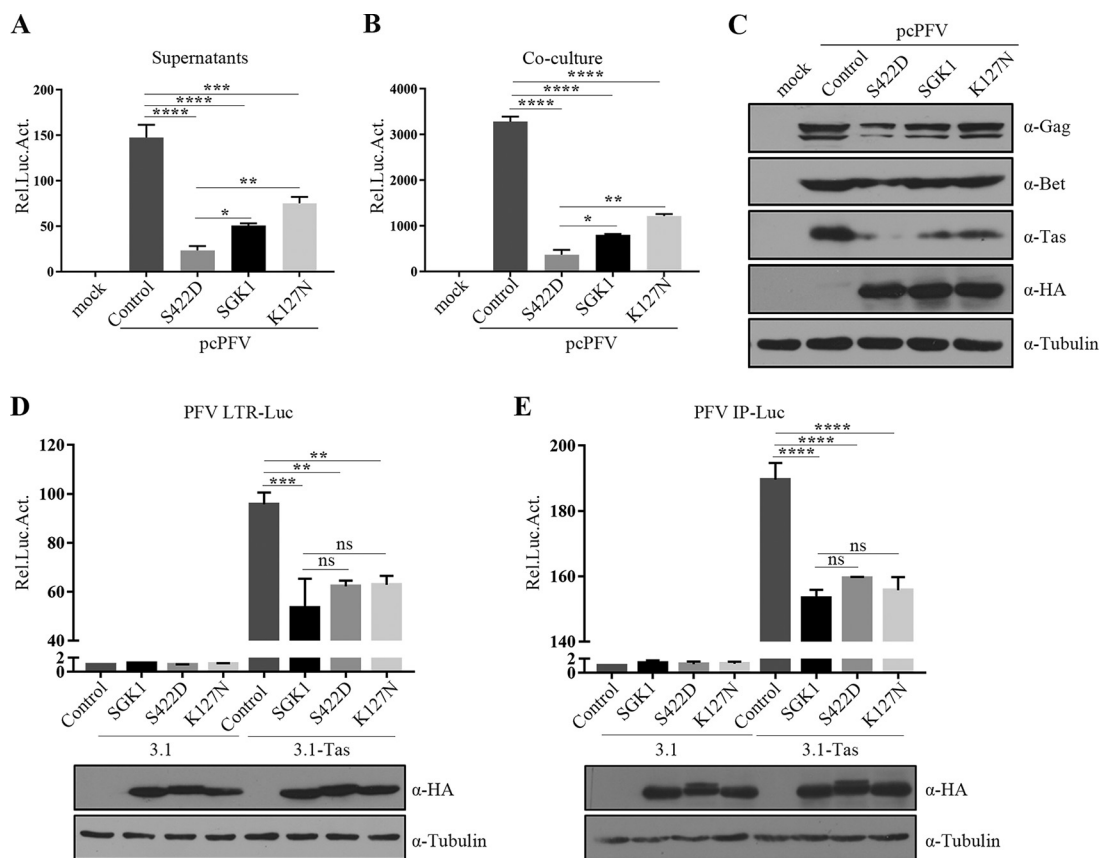 A
Supernatants
Rel.Luc.Act.
200
150
100
50
0
***
****
****
**
*
mock
Control
S422D
SGK1
K127N
pcPFV
B
Co-culture
Rel.Luc.Act.
4000
3000
2000
1000
0
****
****
****
**
*
mock
Control
S422D
SGK1
K127N
pcPFV
C
pcPFV
mock
Control
S422D
SGK1
K127N
α-Gag
α-Bet
α-Tas
α-HA
α-Tubulin
D
PFV LTR-Luc
Rel.Luc.Act.
120
100
80
60
40
2
0
**
**
***
ns
ns
Control
SGK1
S422D
K127N
Control
SGK1
S422D
K127N
3.1
3.1-Tas
α-HA
α-Tubulin
E
PFV IP-Luc
Rel.Luc.Act.
200
180
160
140
2
0
****
****
****
ns
ns
Control
SGK1
S422D
K127N
Control
SGK1
S422D
K127N
3.1
3.1-Tas
α-HA
α-Tubulin